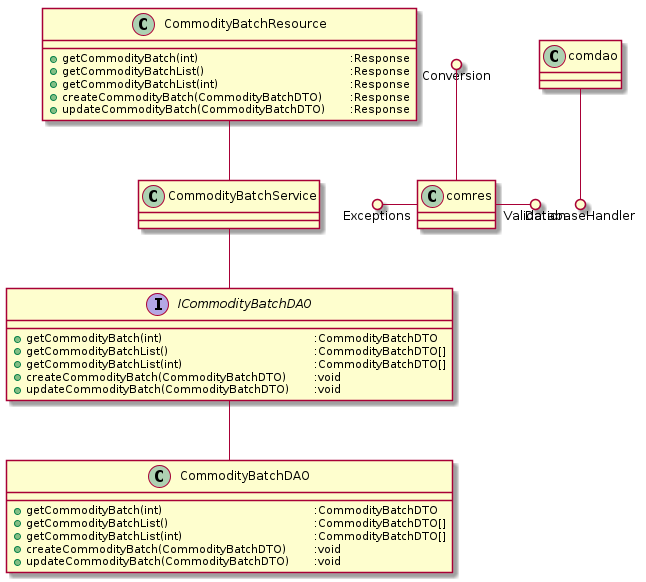 C CommodityBatchResource
getCommodityBatch(int) :Response
getCommodityBatchList() :Response
getCommodityBatchList(int) :Response
createCommodityBatch(CommodityBatchDTO) :Response
updateCommodityBatch(CommodityBatchDTO) :Response
Conversion
C comdao
C CommodityBatchService
C comres
Exceptions
Validation
DatabaseHandler
I ICommodityBatchDAO
getCommodityBatch(int) :CommodityBatchDTO
getCommodityBatchList() :CommodityBatchDTO[]
getCommodityBatchList(int) :CommodityBatchDTO[]
createCommodityBatch(CommodityBatchDTO) :void
updateCommodityBatch(CommodityBatchDTO) :void
C CommodityBatchDAO
getCommodityBatch(int) :CommodityBatchDTO
getCommodityBatchList() :CommodityBatchDTO[]
getCommodityBatchList(int) :CommodityBatchDTO[]
createCommodityBatch(CommodityBatchDTO) :void
updateCommodityBatch(CommodityBatchDTO) :void